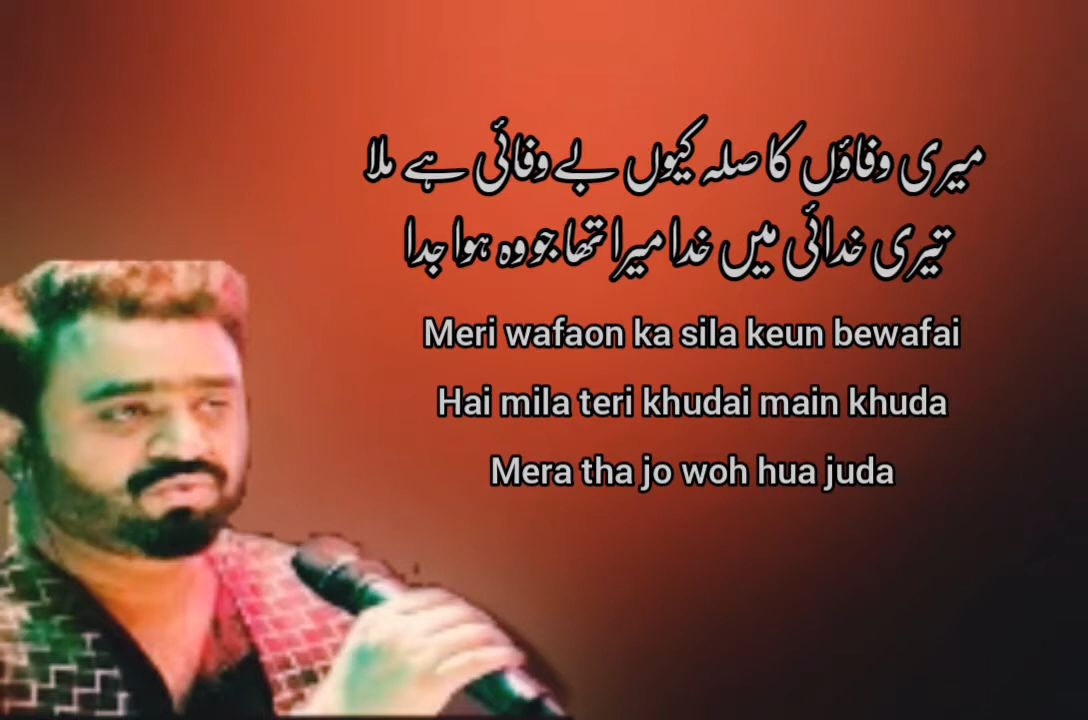 میری وفاؤں کا صلہ کیوں بے وفائی ہے ملا
تیری خدائی میں خدا میرا تھا جو وہ ہوا جدا
Meri wafaon ka sila keun bewafai
Hai mila teri khudai main khuda
Mera tha jo woh hua juda